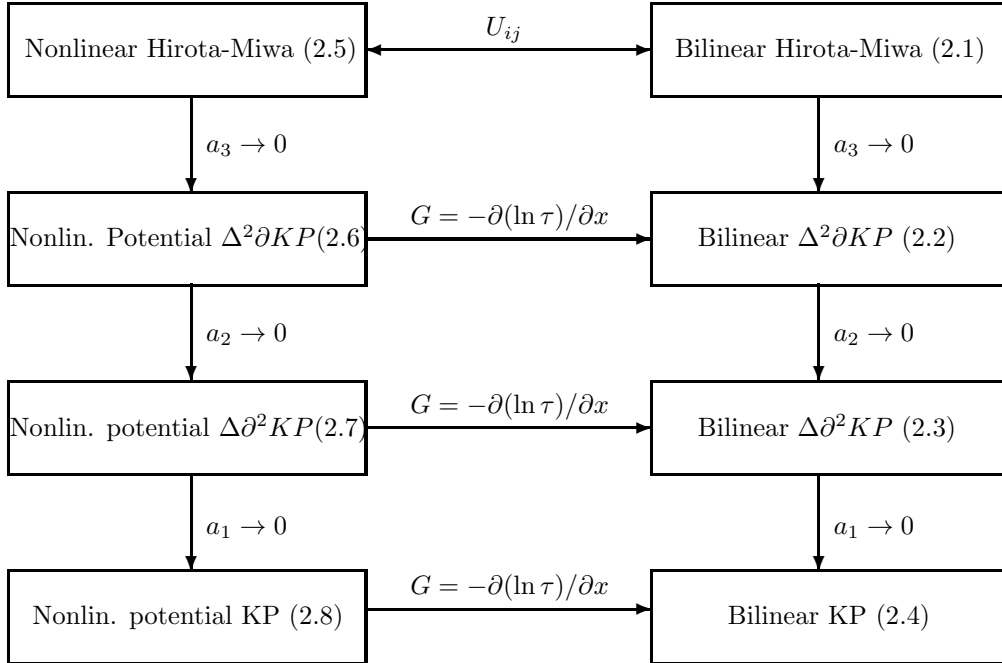 Nonlinear Hirota-Miwa (2.5)
U_{ij}
Bilinear Hirota-Miwa (2.1)
a_3 → 0
a_3 → 0
Nonlin. Potential Δ²∂KP(2.6)
G = −∂(ln τ)/∂x
Bilinear Δ²∂KP (2.2)
a_2 → 0
a_2 → 0
Nonlin. potential Δ∂²KP(2.7)
G = −∂(ln τ)/∂x
Bilinear Δ∂²KP (2.3)
a_1 → 0
a_1 → 0
Nonlin. potential KP (2.8)
G = −∂(ln τ)/∂x
Bilinear KP (2.4)